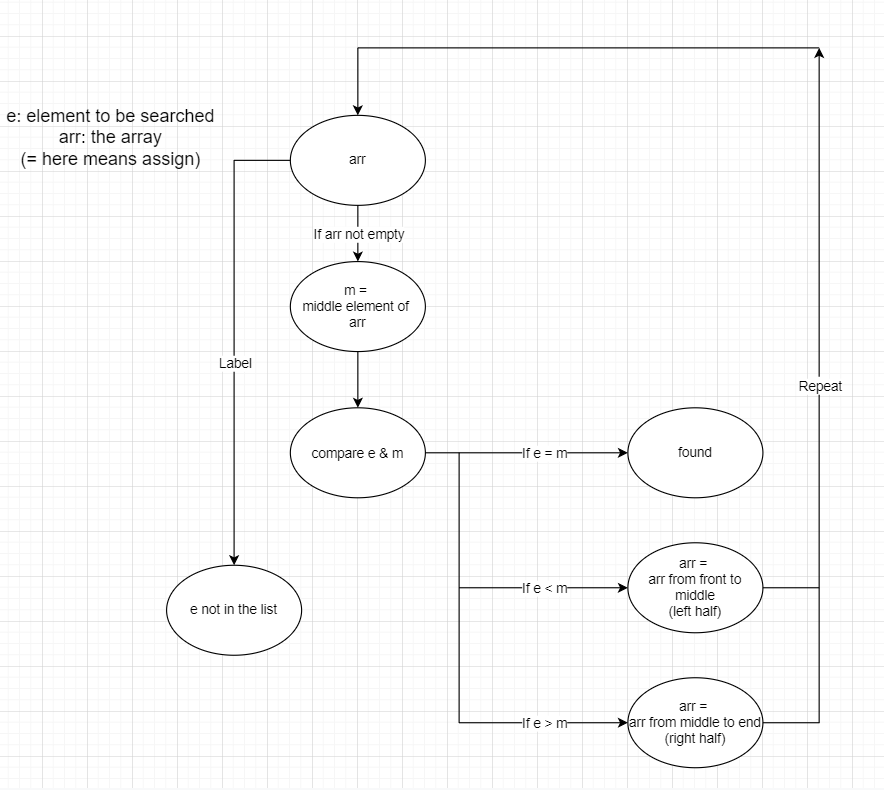 e: element to be searched
arr: the array
(= here means assign)
arr
If arr not empty
m =
middle element of
arr
Label
Repeat
compare e & m
If e = m
found
If e < m
arr =
arr from front to
middle
(left half)
e not in the list
If e > m
arr =
arr from middle to end
(right half)